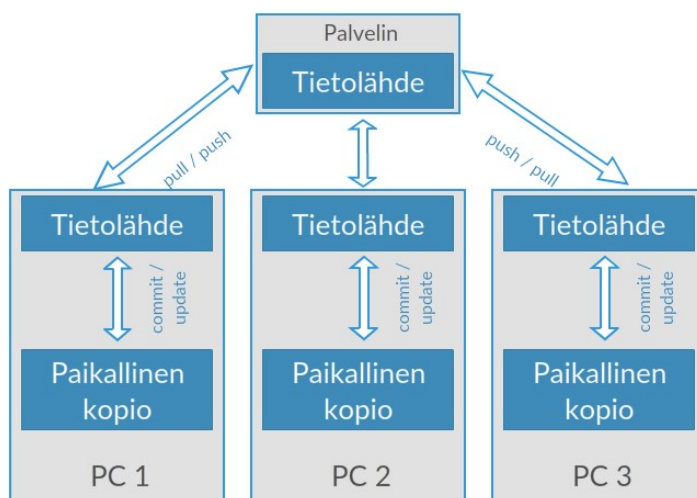 Palvelin
Tietolähde
pull / push
push / pull
Tietolähde
commit /
update
Paikallinen
kopio
PC 1
Tietolähde
commit /
update
Paikallinen
kopio
PC 2
Tietolähde
commit /
update
Paikallinen
kopio
PC 3